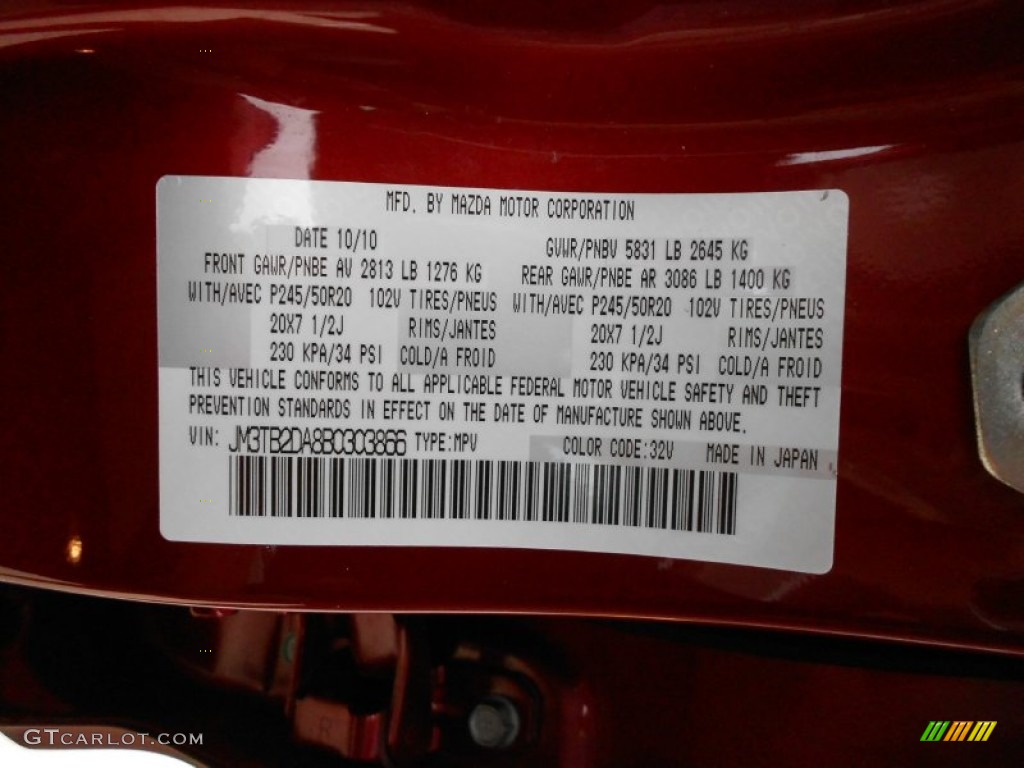 MFD. BY MAZDA MOTOR CORPORATION
DATE 10/10 GVWR/PNBV 5831 LB 2645 KG
FRONT GAWR/PNBE AV 2813 LB 1276 KG REAR GAWR/PNBE AR 3086 LB 1400 KG
WITH/AVEC P245/50R20 102V TIRES/PNEUS WITH/AVEC P245/50R20 102V TIRES/PNEUS
20X7 1/2J RIMS/JANTES 20X7 1/2J RIMS/JANTES
230 KPA/34 PSI COLD/A FROID 230 KPA/34 PSI COLD/A FROID
THIS VEHICLE CONFORMS TO ALL APPLICABLE FEDERAL MOTOR VEHICLE SAFETY AND THEFT
PREVENTION STANDARDS IN EFFECT ON THE DATE OF MANUFACTURE SHOWN ABOVE.
VIN: JM3TB2DA8B0303866 TYPE:MPV COLOR CODE:32V MADE IN JAPAN
R
GTCARLOT.COM